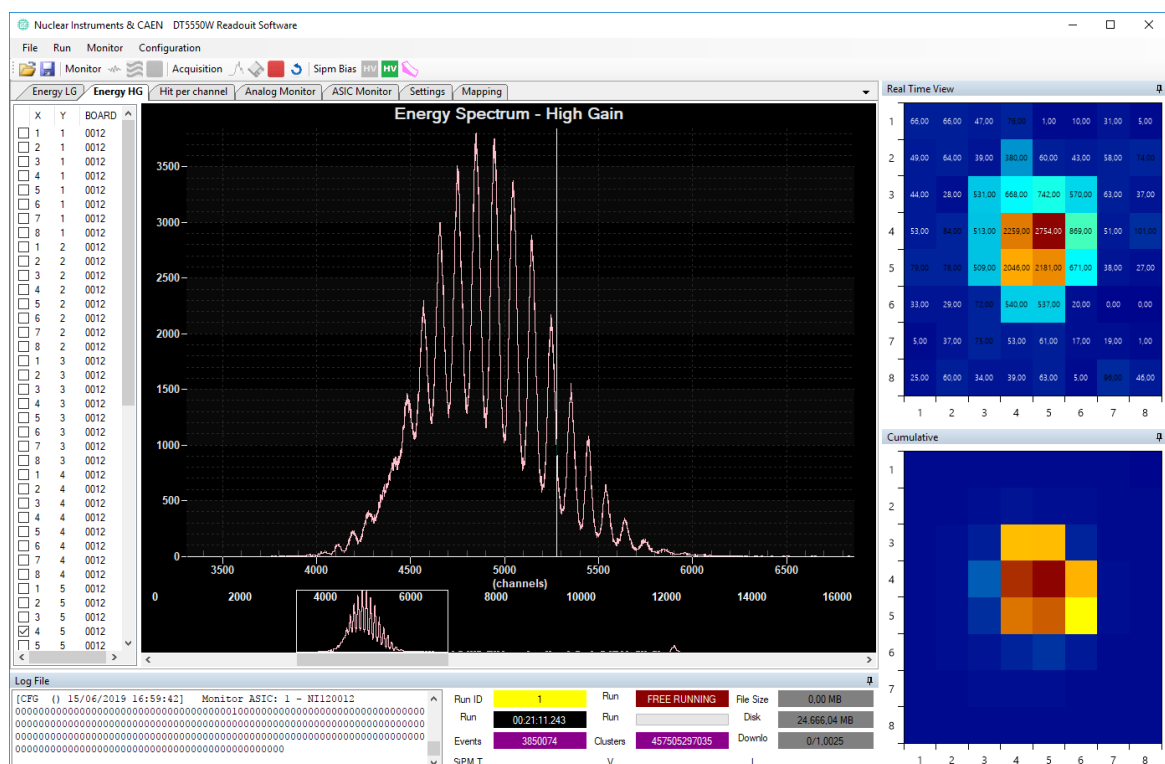 Nuclear Instruments & CAEN DT5550W Readouit Software
File Run Monitor Configuration
Monitor Acquisition Sipm Bias HV HV
Energy LG Energy HG Hit per channel Analog Monitor ASIC Monitor Settings Mapping
X Y BOARD
1 1 0012
2 1 0012
3 1 0012
4 1 0012
5 1 0012
6 1 0012
7 1 0012
8 1 0012
1 2 0012
2 2 0012
3 2 0012
4 2 0012
5 2 0012
6 2 0012
7 2 0012
8 2 0012
1 3 0012
2 3 0012
3 3 0012
4 3 0012
5 3 0012
6 3 0012
7 3 0012
8 3 0012
1 4 0012
2 4 0012
3 4 0012
4 4 0012
5 4 0012
6 4 0012
7 4 0012
8 4 0012
1 5 0012
2 5 0012
3 5 0012
4 5 0012
5 5 0012
Energy Spectrum - High Gain
3500
3000
2500
2000
1500
1000
500
0
3500 4000 4500 5000 5500 6000 6500
(channels)
0 2000 4000 6000 8000 10000 12000 14000 16000
Real Time View
1 66,00 66,00 47,00 1,00 10,00 31,00 5,00
2 49,00 64,00 39,00 380,00 60,00 43,00 58,00
3 44,00 28,00 531,00 668,00 742,00 570,00 63,00 37,00
4 53,00 513,00 2259,00 2754,00 869,00 51,00 101,00
5 509,00 2046,00 2181,00 671,00 38,00 27,00
6 33,00 29,00 540,00 537,00 20,00 0,00 0,00
7 5,00 37,00 53,00 61,00 17,00 19,00 1,00
8 25,00 60,00 34,00 39,00 63,00 5,00 46,00
1 2 3 4 5 6 7 8
Cumulative
1
2
3
4
5
6
7
8
1 2 3 4 5 6 7 8
Log File
[CFG () 15/06/2019 16:59:42] Monitor ASIC: 1 - NI120012
Run ID 1 Run FREE RUNNING File Size 0,00 MB
Run 00:21:11.243 Run Disk 24.666,04 MB
Events 3850074 Clusters 457505297035 Downlo 0/1,0025